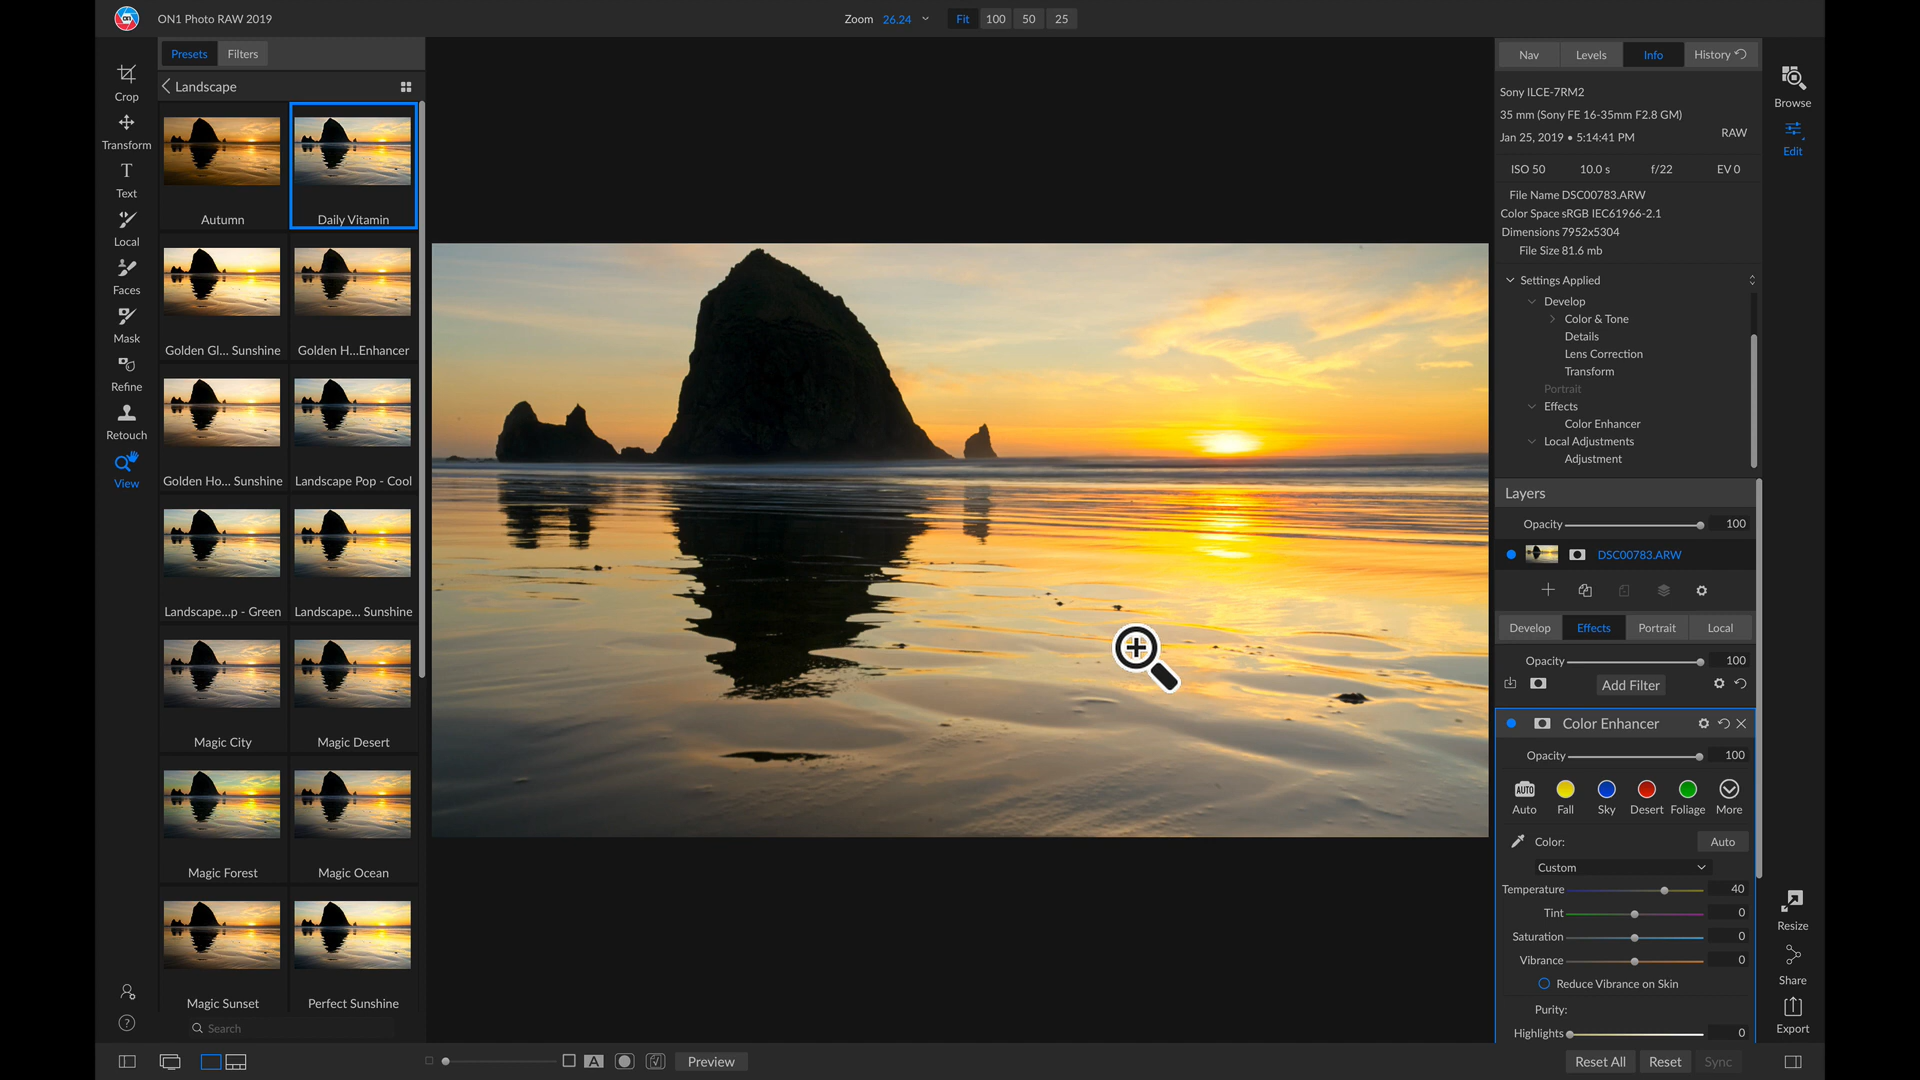 ON1 Photo RAW 2019
Zoom 26.24 Fit 100 50 25
Presets Filters
Landscape
Crop
Transform
Text
Local
Faces
Mask
Refine
Retouch
View
Autumn Daily Vitamin
Golden Gl... Sunshine Golden H...Enhancer
Golden Ho... Sunshine Landscape Pop - Cool
Landscape...p - Green Landscape... Sunshine
Magic City Magic Desert
Magic Forest Magic Ocean
Magic Sunset Perfect Sunshine
Search
?
Nav Levels Info History
Sony ILCE-7RM2
35 mm (Sony FE 16-35mm F2.8 GM)
Jan 25, 2019 • 5:14:41 PM RAW
ISO 50 10.0 s f/22 EV 0
File Name DSC00783.ARW
Color Space sRGB IEC61966-2.1
Dimensions 7952x5304
File Size 81.6 mb
Settings Applied
Develop
Color & Tone
Details
Lens Correction
Transform
Portrait
Effects
Color Enhancer
Local Adjustments
Adjustment
Layers
Opacity 100
DSC00783.ARW
Develop Effects Portrait Local
Opacity 100
Add Filter
Color Enhancer
Opacity 100
AUTO
Auto Fall Sky Desert Foliage More
Color: Auto
Custom
Temperature 40
Tint 0
Saturation 0
Vibrance 0
Reduce Vibrance on Skin
Purity:
Highlights 0
Browse
Edit
Resize
Share
Export
A Preview
Reset All Reset Sync